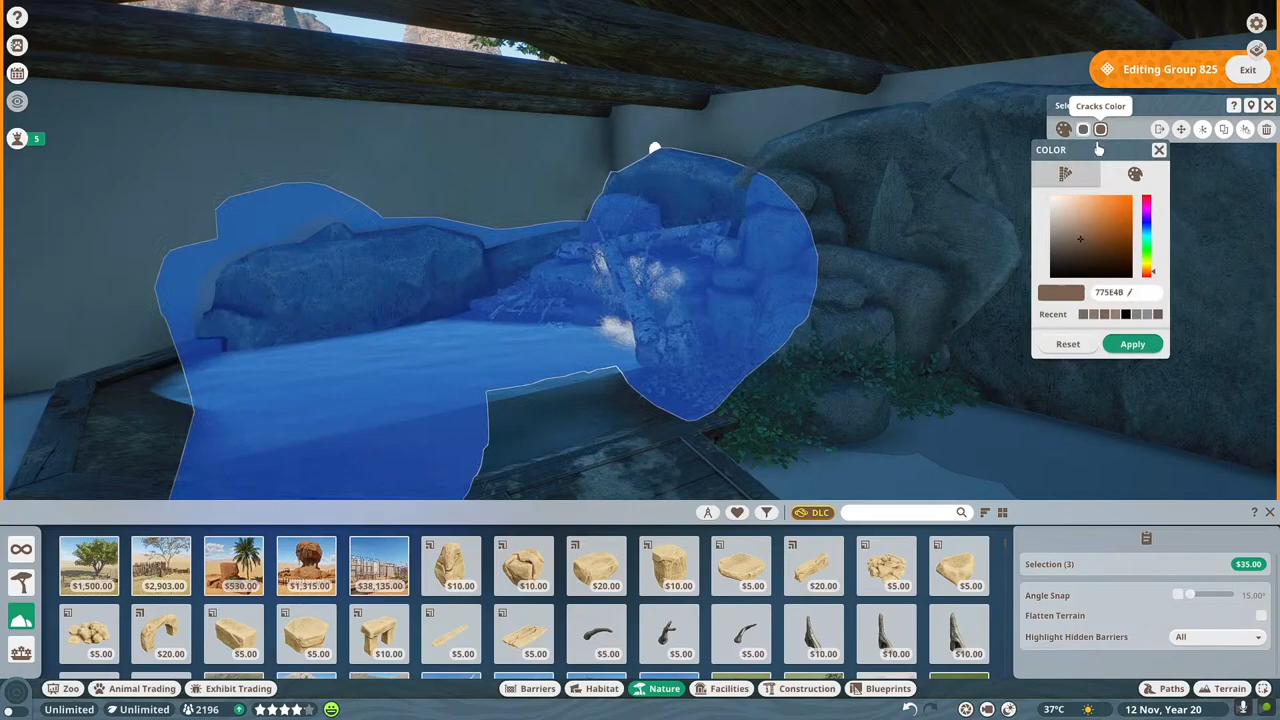 ?
5
Editing Group 825
Exit
Sele
Cracks Color
?
COLOR
775E4B /
Recent
Reset
Apply
DLC
?
$1,500.00
$2,903.00
$530.00
$1,315.00
$38,135.00
$10.00
$10.00
$20.00
$10.00
$5.00
$20.00
$5.00
$5.00
$5.00
$20.00
$5.00
$5.00
$10.00
$5.00
$5.00
$5.00
$5.00
$5.00
$10.00
$10.00
$10.00
Selection (3)
$35.00
Angle Snap
15.00°
Flatten Terrain
Highlight Hidden Barriers
All
Zoo
Animal Trading
Exhibit Trading
Barriers
Habitat
Nature
Facilities
Construction
Blueprints
Paths
Terrain
Unlimited
Unlimited
2196
37°C
12 Nov, Year 20